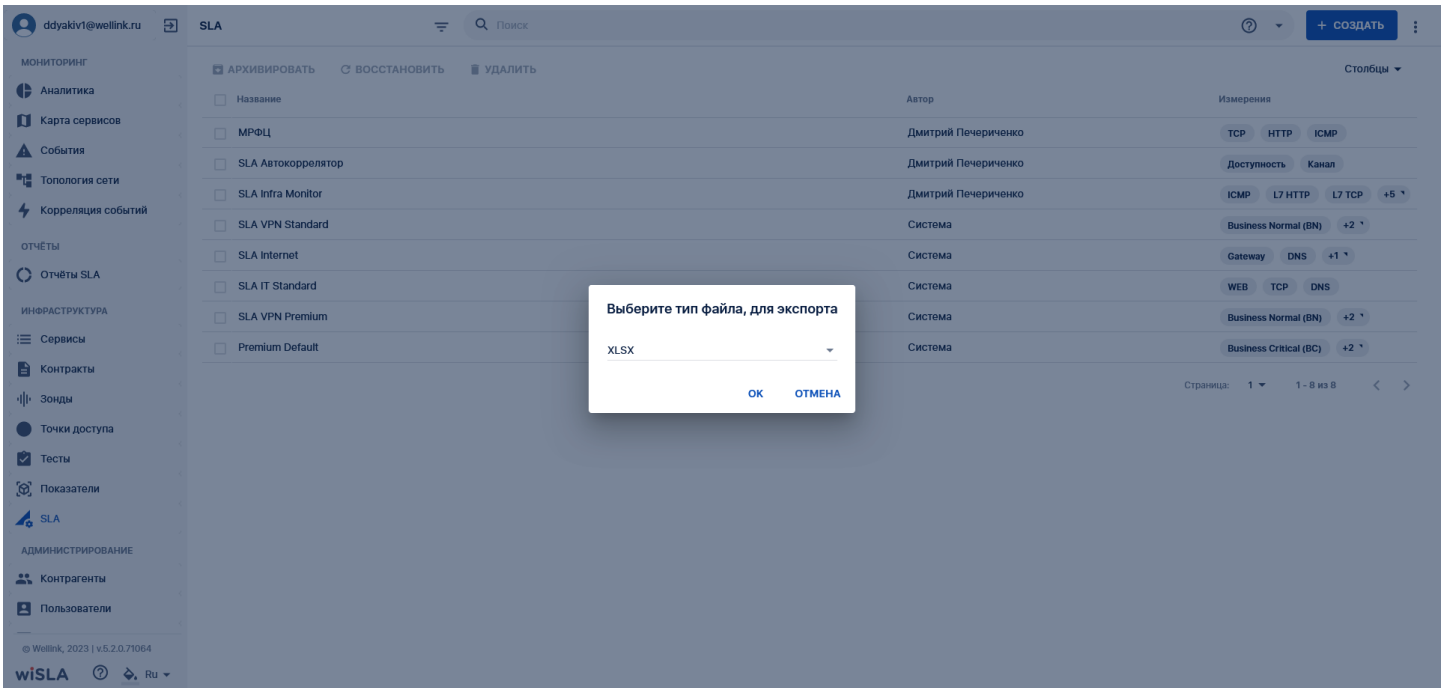 ddyakiv1@wellink.ru
SLA
Поиск
+ СОЗДАТЬ
МОНИТОРИНГ
Аналитика
Карта сервисов
События
Топология сети
Корреляция событий
ОТЧЁТЫ
Отчёты SLA
ИНФРАСТРУКТУРА
Сервисы
Контракты
Зонды
Точки доступа
Тесты
Показатели
SLA
АДМИНИСТРИРОВАНИЕ
Контрагенты
Пользователи
© Wellink, 2023 | v.5.2.0.71064
wiSLA Ru
АРХИВИРОВАТЬ ВОССТАНОВИТЬ УДАЛИТЬ Столбцы
Название Автор Измерения
МРФЦ Дмитрий Печериченко TCP HTTP ICMP
SLA Автокоррелятор Дмитрий Печериченко Доступность Канал
SLA Infra Monitor Дмитрий Печериченко ICMP L7 HTTP L7 TCP +5
SLA VPN Standard Система Business Normal (BN) +2
SLA Internet Система Gateway DNS +1
SLA IT Standard Система WEB TCP DNS
SLA VPN Premium Система Business Normal (BN) +2
Premium Default Система Business Critical (BC) +2
Страница: 1 1 - 8 из 8
Выберите тип файла, для экспорта
XLSX
ОК ОТМЕНА